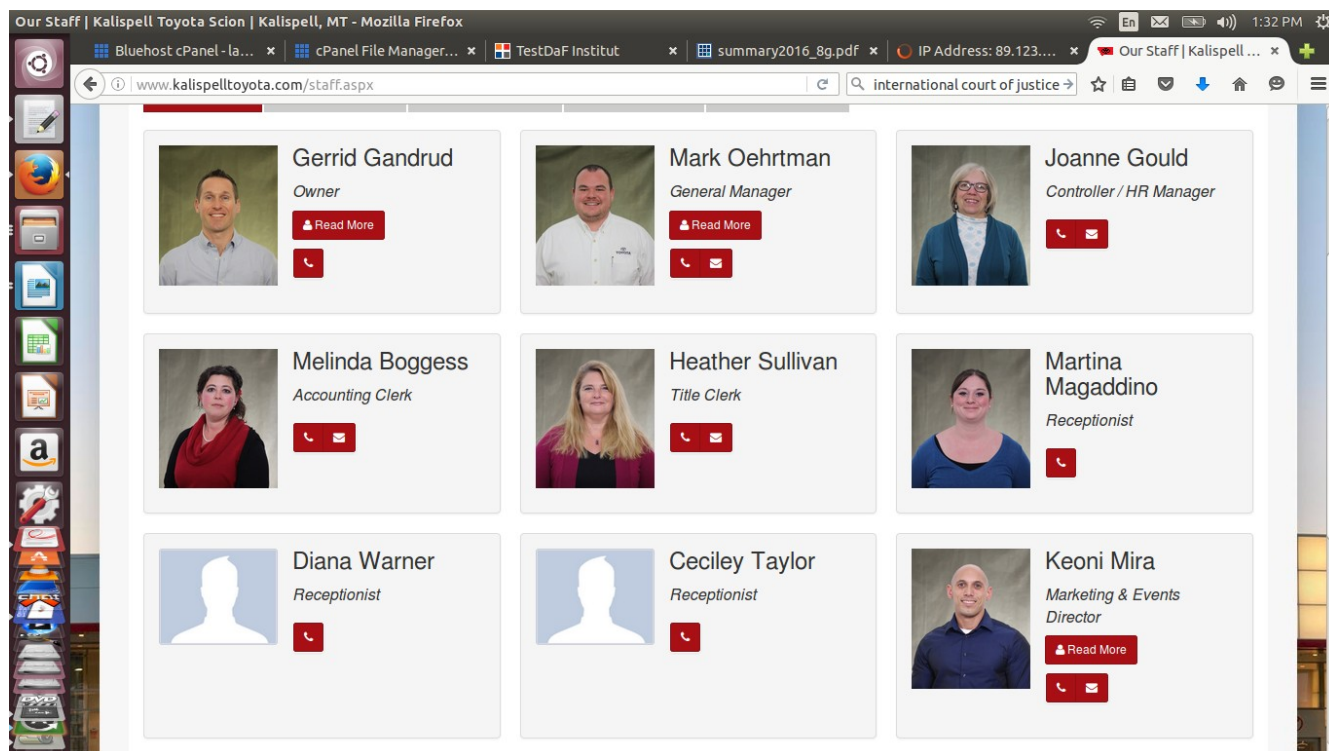 Our Staff | Kalispell Toyota Scion | Kalispell, MT - Mozilla Firefox
En
1:32 PM
Bluehost cPanel - la...
cPanel File Manager...
TestDaF Institut
summary2016_8g.pdf
IP Address: 89.123....
Our Staff | Kalispell ...
www.kalispelltoyota.com/staff.aspx
international court of justice
Gerrid Gandrud
Owner
Read More
Mark Oehrtman
General Manager
Read More
Joanne Gould
Controller / HR Manager
Melinda Boggess
Accounting Clerk
Heather Sullivan
Title Clerk
Martina
Magaddino
Receptionist
Diana Warner
Receptionist
Ceciley Taylor
Receptionist
Keoni Mira
Marketing & Events
Director
Read More
a
DVD